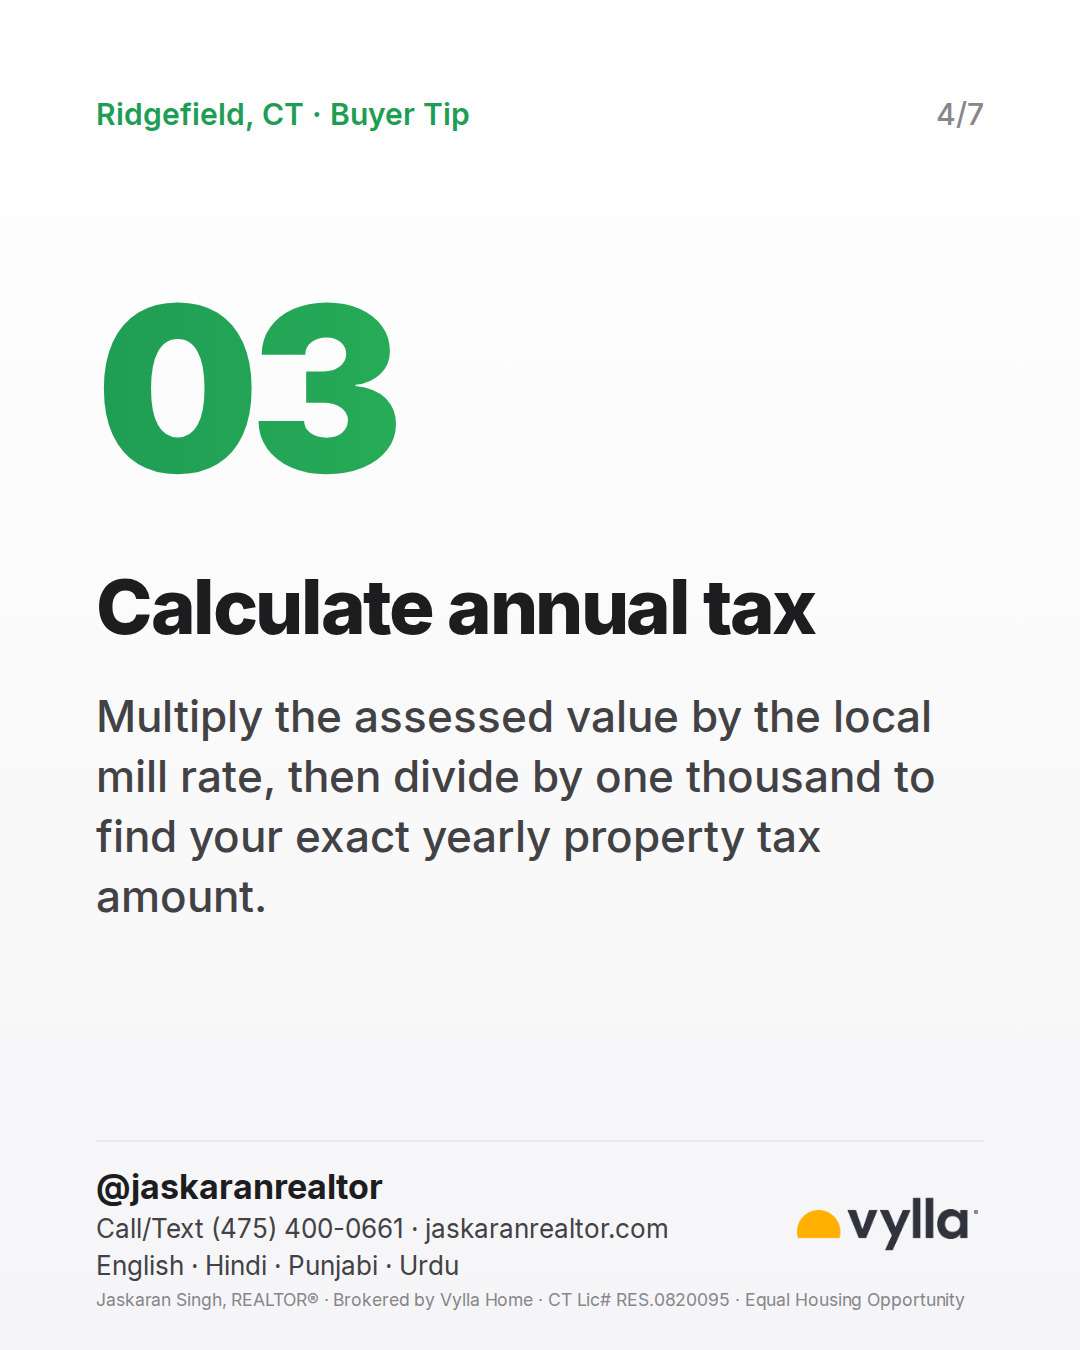 Ridgefield, CT · Buyer Tip
4/7
03
Calculate annual tax
Multiply the assessed value by the local
mill rate, then divide by one thousand to
find your exact yearly property tax
amount.
@jaskaranrealtor
Call/Text (475) 400-0661 · jaskaranrealtor.com
English · Hindi · Punjabi · Urdu
vylla
Jaskaran Singh, REALTOR® · Brokered by Vylla Home · CT Lic# RES.0820095 · Equal Housing Opportunity